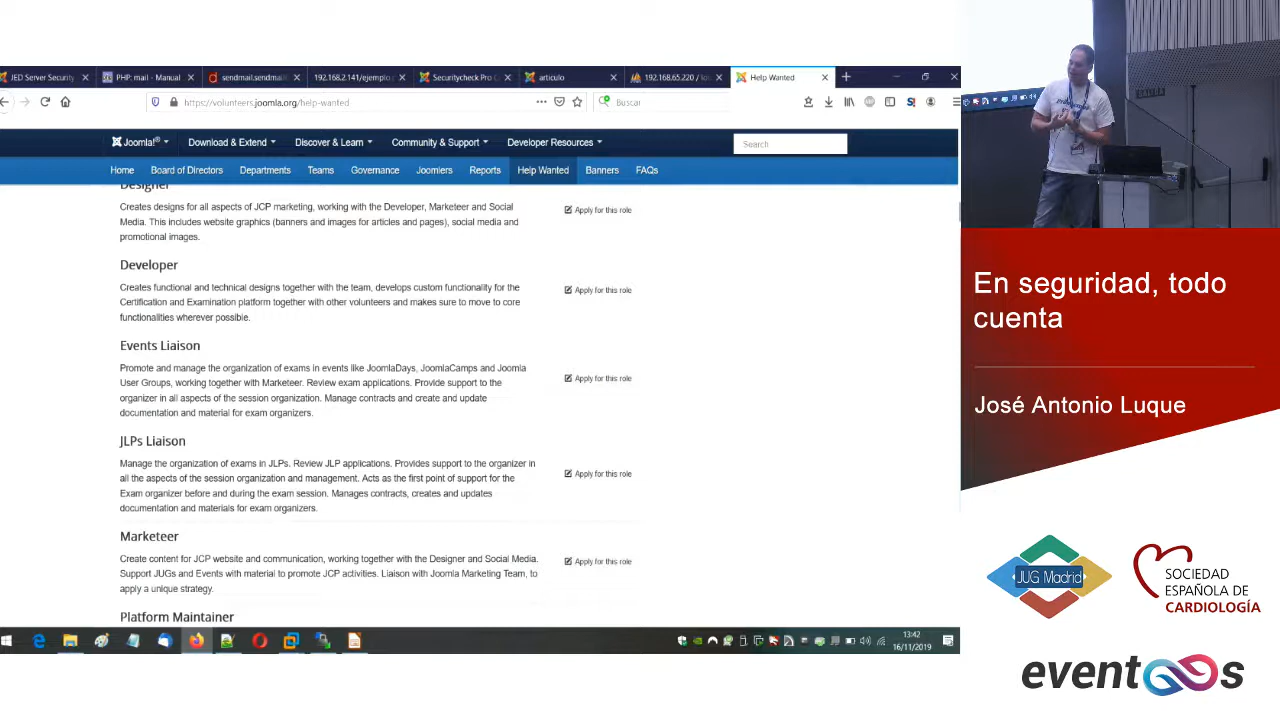 JED Server Security
PHP: mail - Manual
sendmail.sendmail
192.168.2.141/ejemplo
Securitycheck Pro
articulo
192.168.65.220
Help Wanted
https://volunteers.joomla.org/help-wanted
Buscar
Joomla!®
Download & Extend
Discover & Learn
Community & Support
Developer Resources
Search
Home
Board of Directors
Departments
Teams
Governance
Joomlers
Reports
Help Wanted
Banners
FAQs
Designer
Creates designs for all aspects of JCP marketing, working with the Developer, Marketeer and Social
Media. This includes website graphics (banners and images for articles and pages), social media and
promotional images.
Apply for this role
Developer
Creates functional and technical designs together with the team, develops custom functionality for the
Certification and Examination platform together with other volunteers and makes sure to move to core
functionalities wherever possible.
Apply for this role
Events Liaison
Promote and manage the organization of exams in events like JoomlaDays, JoomlaCamps and Joomla
User Groups, working together with Marketeer. Review exam applications. Provide support to the
organizer in all aspects of the session organization. Manage contracts and create and update
documentation and material for exam organizers.
Apply for this role
JLPs Liaison
Manage the organization of exams in JLPs. Review JLP applications. Provides support to the organizer in
all the aspects of the session organization and management. Acts as the first point of support for the
Exam organizer before and during the exam session. Manages contracts, creates and updates
documentation and materials for exam organizers.
Apply for this role
Marketeer
Create content for JCP website and communication, working together with the Designer and Social Media.
Support JUGs and Events with material to promote JCP activities. Liaison with Joomla Marketing Team, to
apply a unique strategy.
Apply for this role
Platform Maintainer
13:42
16/11/2019
En seguridad, todo
cuenta
José Antonio Luque
JUG Madrid
SOCIEDAD
ESPAÑOLA DE
CARDIOLOGÍA
event s